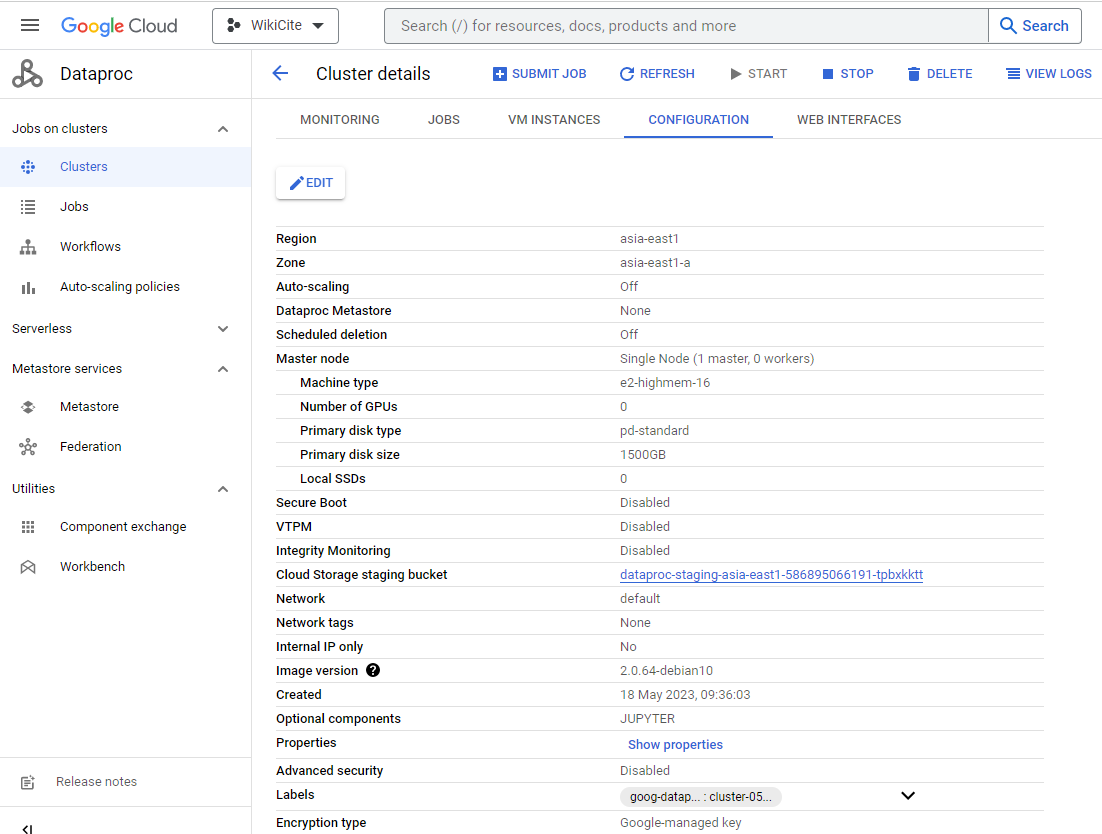 Google Cloud
WikiCite
Search (/) for resources, docs, products and more
Search
Dataproc
Cluster details
SUBMIT JOB
REFRESH
START
STOP
DELETE
VIEW LOGS
Jobs on clusters
Clusters
Jobs
Workflows
Auto-scaling policies
Serverless
Metastore services
Metastore
Federation
Utilities
Component exchange
Workbench
Release notes
MONITORING
JOBS
VM INSTANCES
CONFIGURATION
WEB INTERFACES
EDIT
Region asia-east1
Zone asia-east1-a
Auto-scaling Off
Dataproc Metastore None
Scheduled deletion Off
Master node Single Node (1 master, 0 workers)
Machine type e2-highmem-16
Number of GPUs 0
Primary disk type pd-standard
Primary disk size 1500GB
Local SSDs 0
Secure Boot Disabled
VTPM Disabled
Integrity Monitoring Disabled
Cloud Storage staging bucket dataproc-staging-asia-east1-586895066191-tpbxkktt
Network default
Network tags None
Internal IP only No
Image version ? 2.0.64-debian10
Created 18 May 2023, 09:36:03
Optional components JUPYTER
Properties Show properties
Advanced security Disabled
Labels goog-datap... : cluster-05...
Encryption type Google-managed key